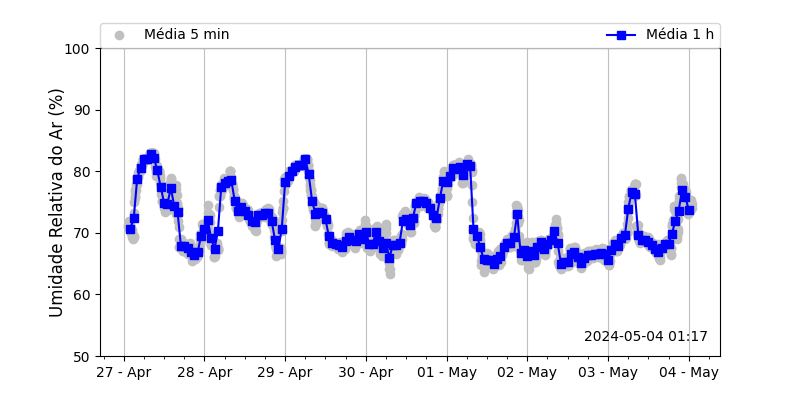 Média 5 min
Média 1 h
Umidade Relativa do Ar (%)
100
90
80
70
60
50
2024-05-04 01:17
27 - Apr
28 - Apr
29 - Apr
30 - Apr
01 - May
02 - May
03 - May
04 - May